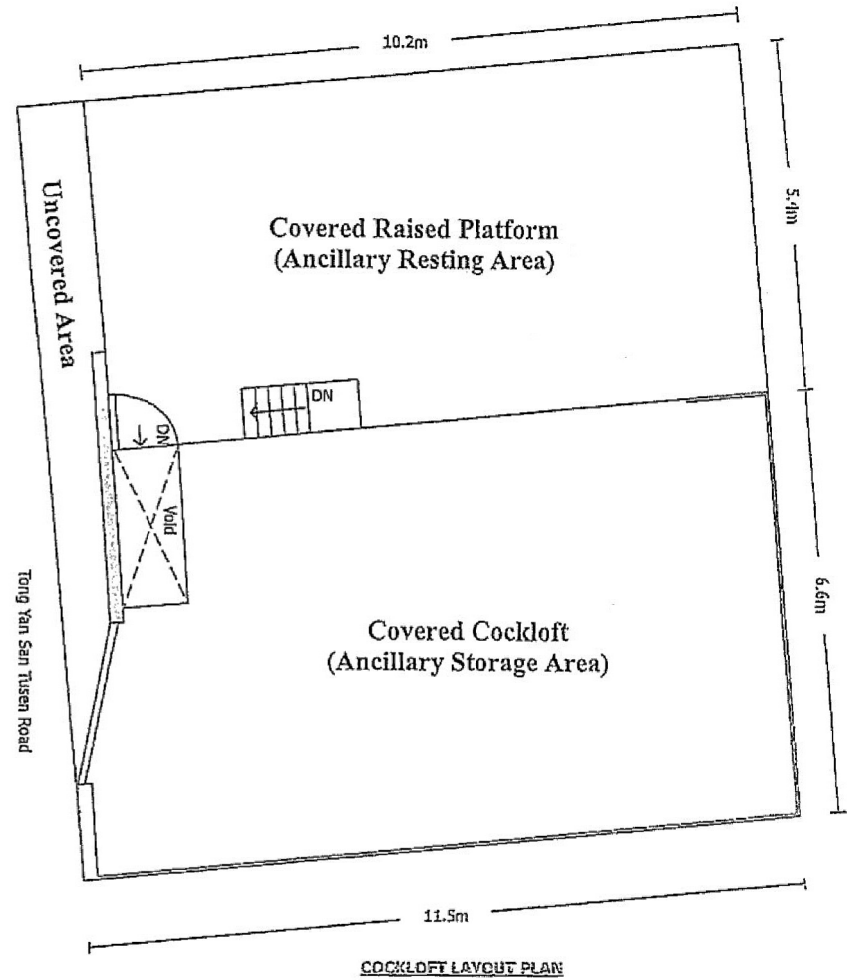 10.2m
5.4m
Uncovered Area
Covered Raised Platform
(Ancillary Resting Area)
DN
DN
Void
6.6m
Covered Cockloft
(Ancillary Storage Area)
Tong Yan San Tusen Road
11.5m
COCKLOFT LAYOUT PLAN